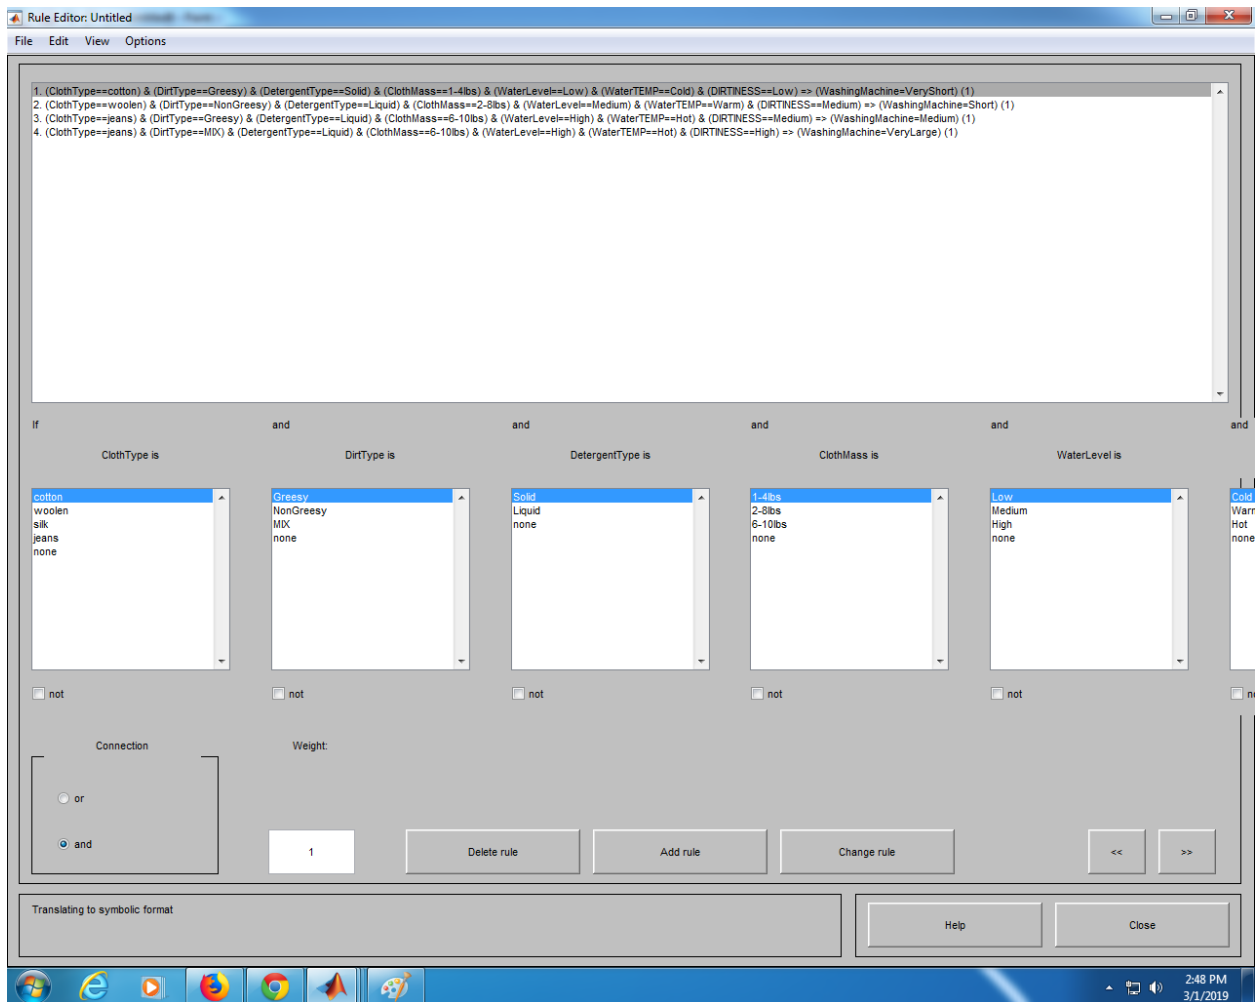 Rule Editor: Untitled
File Edit View Options
1. (ClothType==cotton) & (DirtType==Greesy) & (DetergentType==Solid) & (ClothMass==1-4lbs) & (WaterLevel==Low) & (WaterTEMP==Cold) & (DIRTINESS==Low) => (WashingMachine=VeryShort) (1)
2. (ClothType==woolen) & (DirtType==NonGreesy) & (DetergentType==Liquid) & (ClothMass==2-8lbs) & (WaterLevel==Medium) & (WaterTEMP==Warm) & (DIRTINESS==Medium) => (WashingMachine=Short) (1)
3. (ClothType==jeans) & (DirtType==Greesy) & (DetergentType==Liquid) & (ClothMass==6-10lbs) & (WaterLevel==High) & (WaterTEMP==Hot) & (DIRTINESS==Medium) => (WashingMachine=Medium) (1)
4. (ClothType==jeans) & (DirtType==MIX) & (DetergentType==Liquid) & (ClothMass==6-10lbs) & (WaterLevel==High) & (WaterTEMP==Hot) & (DIRTINESS==High) => (WashingMachine=VeryLarge) (1)
If and and and and and
ClothType is DirtType is DetergentType is ClothMass is WaterLevel is
cotton Greesy Solid 1-4lbs Low Cold
woolen NonGreesy Liquid 2-8lbs Medium
silk MIX none 6-10lbs High Hot
jeans none none none none
none
not not not not not
Connection Weight:
or
and 1 Delete rule Add rule Change rule << >>
Translating to symbolic format
Help Close
2:48 PM
3/1/2019